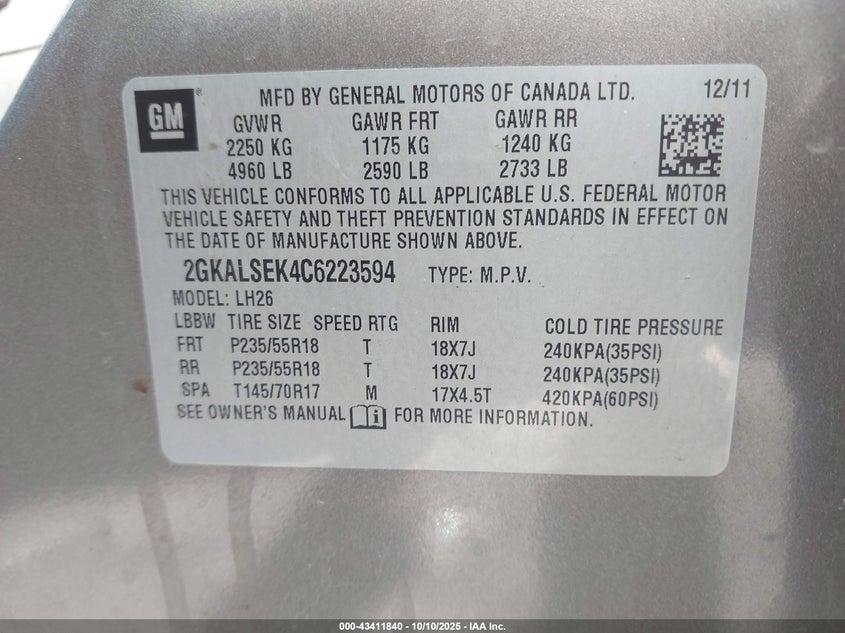 GM® MFD BY GENERAL MOTORS OF CANADA LTD. 12/11
GVWR GAWR FRT GAWR RR
2250 KG 1175 KG 1240 KG
4960 LB 2590 LB 2733 LB
THIS VEHICLE CONFORMS TO ALL APPLICABLE U.S. FEDERAL MOTOR
VEHICLE SAFETY AND THEFT PREVENTION STANDARDS IN EFFECT ON
THE DATE OF MANUFACTURE SHOWN ABOVE.
2GKALSEK4C6223594 TYPE: M.P.V.
MODEL: LH26
LBBW TIRE SIZE SPEED RTG RIM COLD TIRE PRESSURE
FRT P235/55R18 T 18X7J 240KPA(35PSI)
RR P235/55R18 T 18X7J 240KPA(35PSI)
SPA T145/70R17 M 17X4.5T 420KPA(60PSI)
SEE OWNER'S MANUAL FOR MORE INFORMATION.
000-43411840 - 10/10/2025 - IAA Inc.